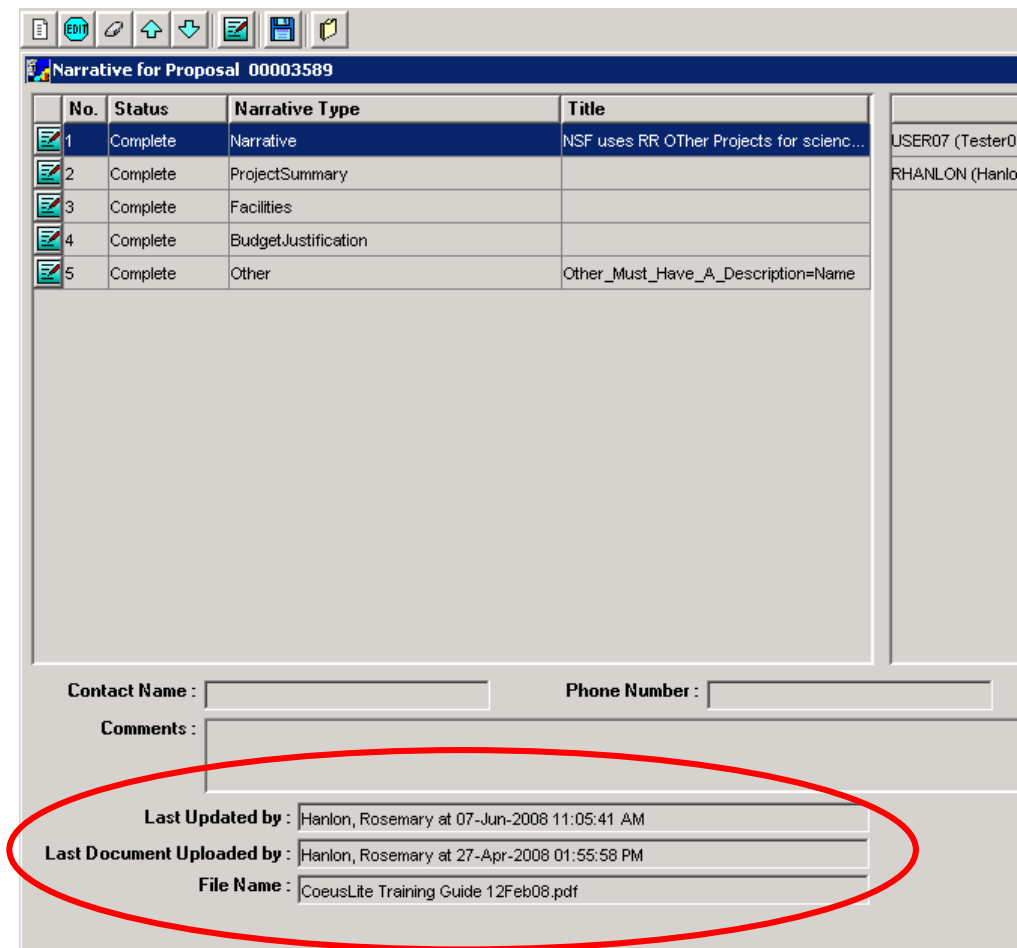 EDIT
Narrative for Proposal 00003589
No. Status Narrative Type Title
1 Complete Narrative NSF uses RR OTher Projects for scienc...
2 Complete ProjectSummary
3 Complete Facilities
4 Complete BudgetJustification
5 Complete Other Other_Must_Have_A_Description=Name
USER07 (Tester0
RHANLON (Hanlo
Contact Name : Phone Number :
Comments :
Last Updated by : Hanlon, Rosemary at 07-Jun-2008 11:05:41 AM
Last Document Uploaded by : Hanlon, Rosemary at 27-Apr-2008 01:55:58 PM
File Name : CoeusLite Training Guide 12Feb08.pdf